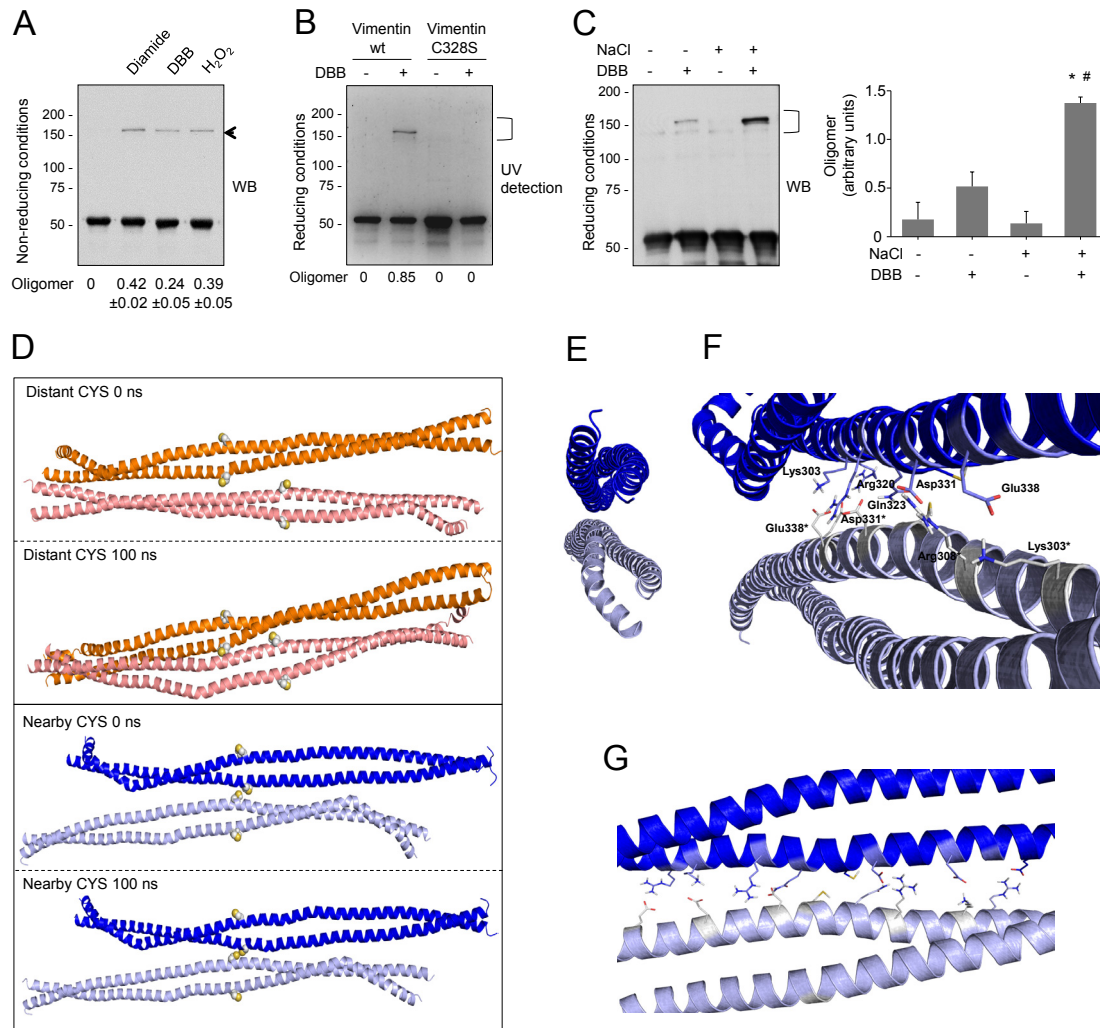 A
Diamide
DBB
H2O2
Non-reducing conditions
200 -
150 -
100 -
75 -
50 -
WB
Oligomer 0 0.42 0.24 0.39
±0.02 ±0.05 ±0.05
B
Vimentin wt
Vimentin C328S
DBB - + - +
Reducing conditions
200 -
150 -
100 -
75 -
50 -
UV detection
Oligomer 0 0.85 0 0
C
NaCl - - + +
DBB - + - +
Reducing conditions
200 -
150 -
100 -
75 -
50 -
WB
Oligomer
(arbitrary units)
1.5
1.0
0.5
0.0
* #
NaCl - - + +
DBB - + - +
D
Distant CYS 0 ns
Distant CYS 100 ns
Nearby CYS 0 ns
Nearby CYS 100 ns
E
F
Lys303
Arg320
Asp331
Glu338
Gln323
Glu338*
Asp331*
Arg308
Lys303*
G